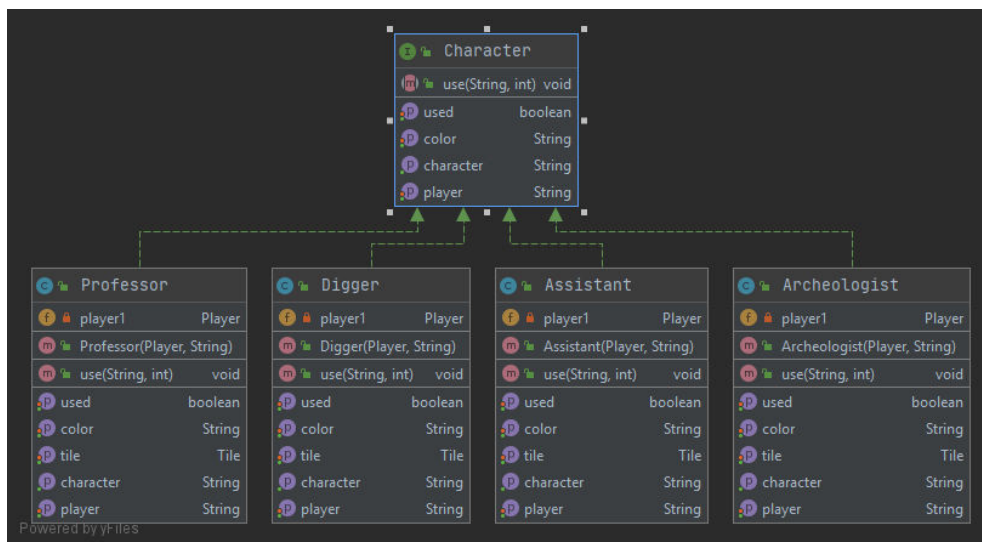 Character
use(String, int) void
used boolean
color String
character String
player String
Professor
player1 Player
Professor(Player, String)
use(String, int) void
used boolean
color String
tile Tile
character String
player String
Digger
player1 Player
Digger(Player, String)
use(String, int) void
used boolean
color String
tile Tile
character String
player String
Assistant
player1 Player
Assistant(Player, String)
use(String, int) void
used boolean
color String
tile Tile
character String
player String
Archeologist
player1 Player
Archeologist(Player, String)
use(String, int) void
used boolean
color String
tile Tile
character String
player String
Powered by yFiles